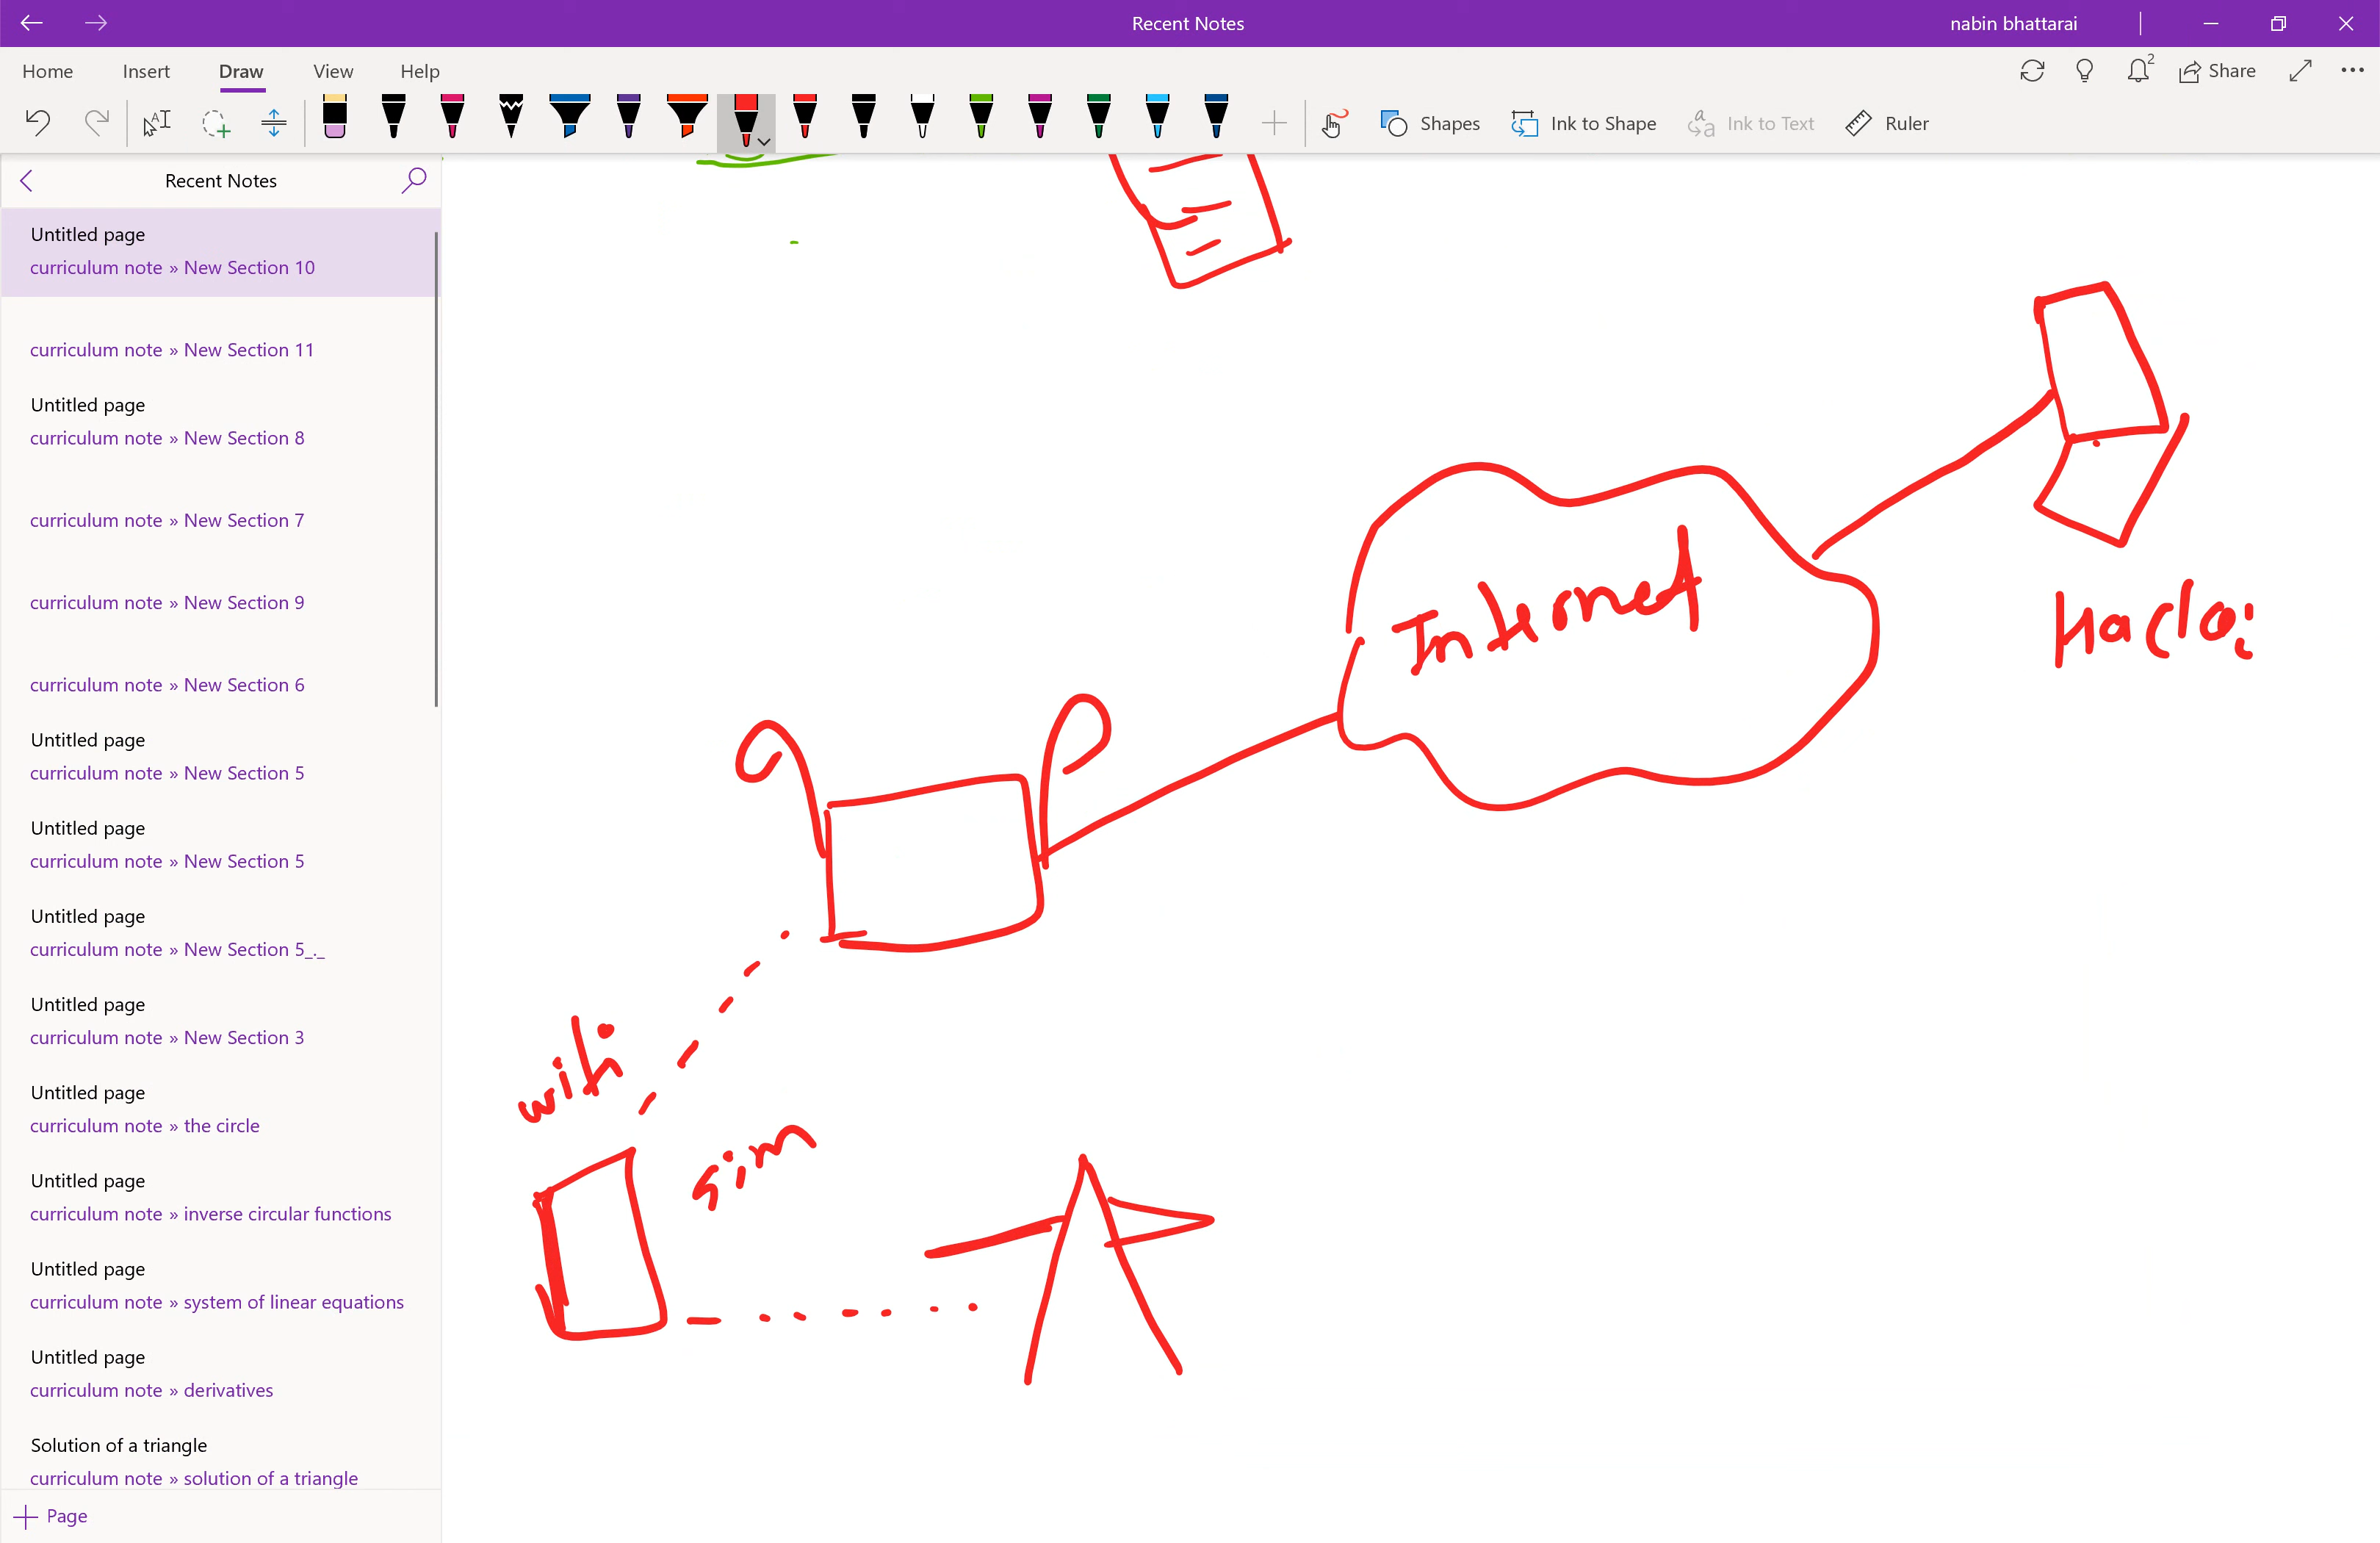 Recent Notes
nabin bhattarai
Home Insert Draw View Help
2 Share
Shapes Ink to Shape Ink to Text Ruler
Recent Notes
Untitled page
curriculum note » New Section 10
curriculum note » New Section 11
Untitled page
curriculum note » New Section 8
curriculum note » New Section 7
curriculum note » New Section 9
curriculum note » New Section 6
Untitled page
curriculum note » New Section 5
Untitled page
curriculum note » New Section 5
Untitled page
curriculum note » New Section 5_._
Untitled page
curriculum note » New Section 3
Untitled page
curriculum note » the circle
Untitled page
curriculum note » inverse circular functions
Untitled page
curriculum note » system of linear equations
Untitled page
curriculum note » derivatives
Solution of a triangle
curriculum note » solution of a triangle
Page
Internet
wifi
sim